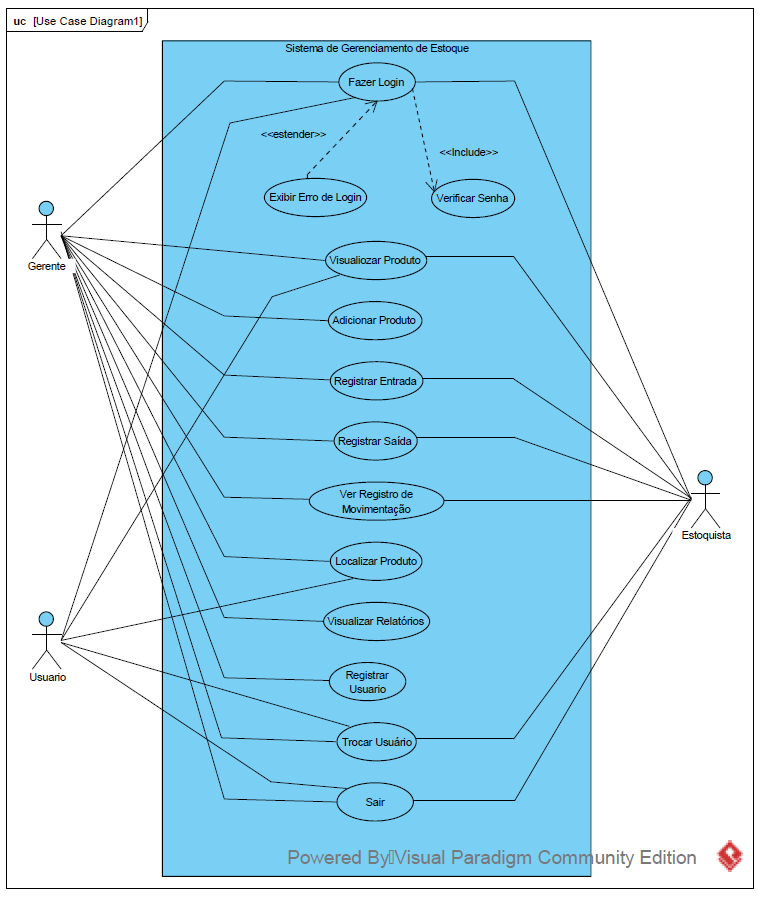 uc [Use Case Diagram1]
Sistema de Gerenciamento de Estoque
Fazer Login
<<estender>>
<<Include>>
Exibir Erro de Login
Verificar Senha
Gerente
Visualiozar Produto
Adicionar Produto
Registrar Entrada
Registrar Saída
Ver Registro de
Movimentação
Estoquista
Localizar Produto
Visualizar Relatórios
Usuario
Registrar
Usuario
Trocar Usuário
Sair
Powered By Visual Paradigm Community Edition